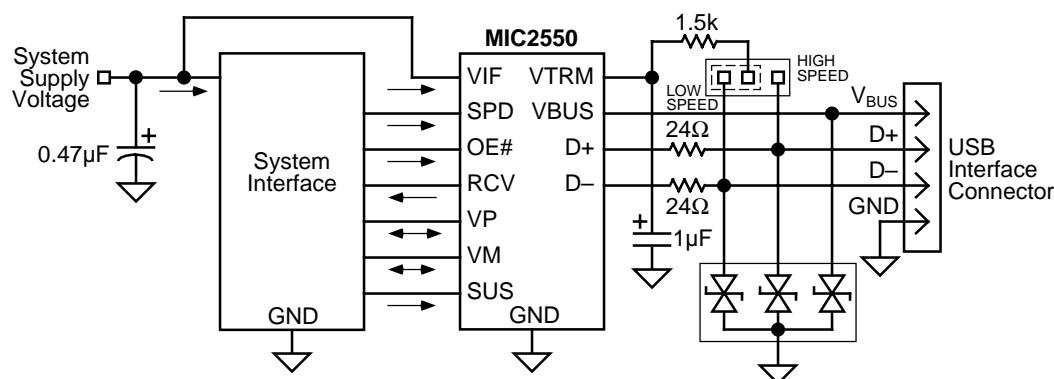 System
Supply
Voltage
+
0.47µF
System
Interface
GND
MIC2550
VIF
SPD
OE#
RCV
VP
VM
SUS
VTRM
VBUS
D+
D–
GND
1.5k
HIGH
SPEED
LOW
SPEED
24Ω
24Ω
+
1µF
VBUS
D+
D–
GND
USB
Interface
Connector